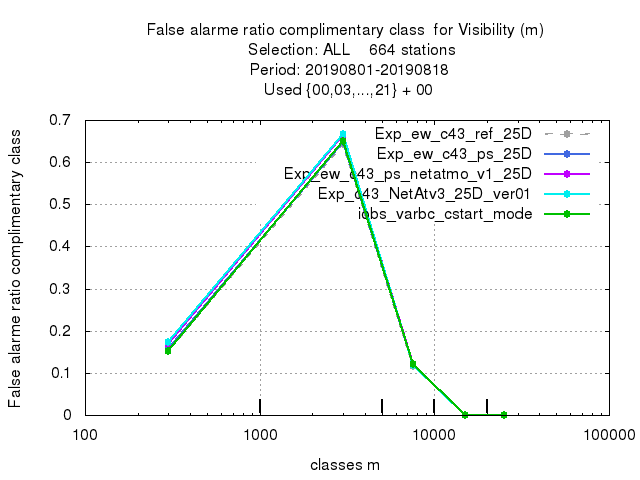 False alarme ratio complimentary class  for Visibility (m)
Selection: ALL    664 stations
Period: 20190801-20190818
Used {00,03,...,21} + 00
False alarme ratio complimentary class
0.7
0.6
0.5
0.4
0.3
0.2
0.1
0
Exp_ew_c43_ref_25D
Exp_ew_c43_ps_25D
Exp_ew_c43_ps_netatmo_v1_25D
Exp_c43_NetAtv3_25D_ver01
iobs_varbc_cstart_mode
100 1000 10000 100000
classes m